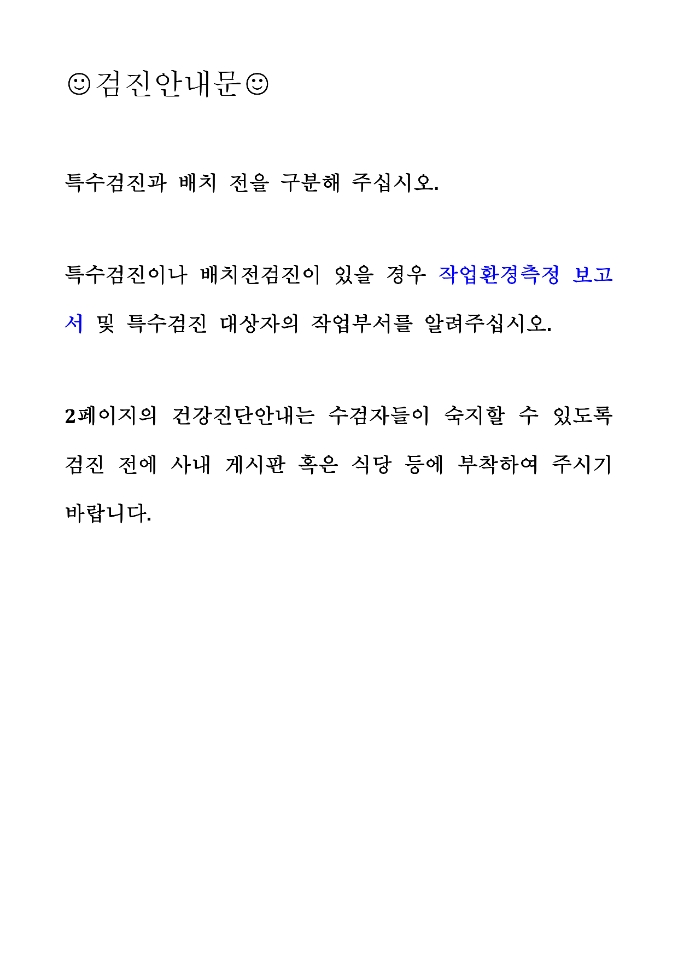 ☺검진안내문☺
특수검진과 배치 전을 구분해 주십시오.
특수검진이나 배치전검진이 있을 경우 작업환경측정 보고
서 및 특수검진 대상자의 작업부서를 알려주십시오.
2페이지의 건강진단안내는 수검자들이 숙지할 수 있도록
검진 전에 사내 게시판 혹은 식당 등에 부착하여 주시기
바랍니다.